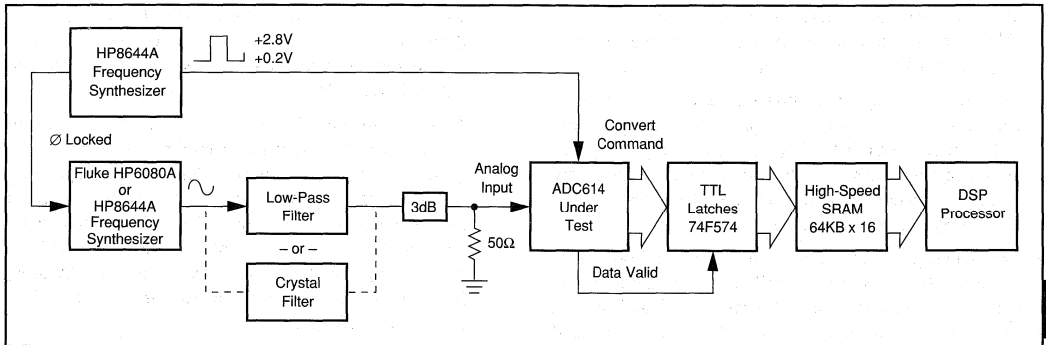 HP8644A
Frequency
Synthesizer
+2.8V
+0.2V
Ø Locked
Fluke HP6080A
or
HP8644A
Frequency
Synthesizer
Low-Pass
Filter
– or –
Crystal
Filter
3dB
Analog
Input
50Ω
Convert
Command
ADC614
Under
Test
Data Valid
TTL
Latches
74F574
High-Speed
SRAM
64KB x 16
DSP
Processor